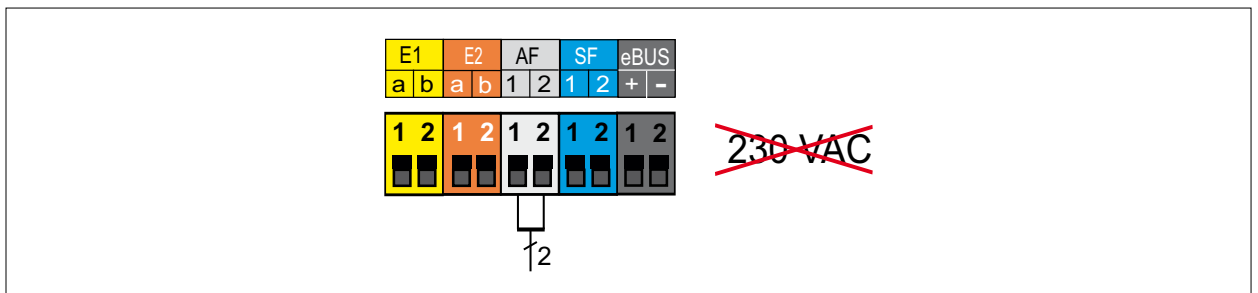 E1 E2 AF SF eBUS
a b a b 1 2 1 2 + -
1 2 1 2 1 2 1 2 1 2
230 VAC
2